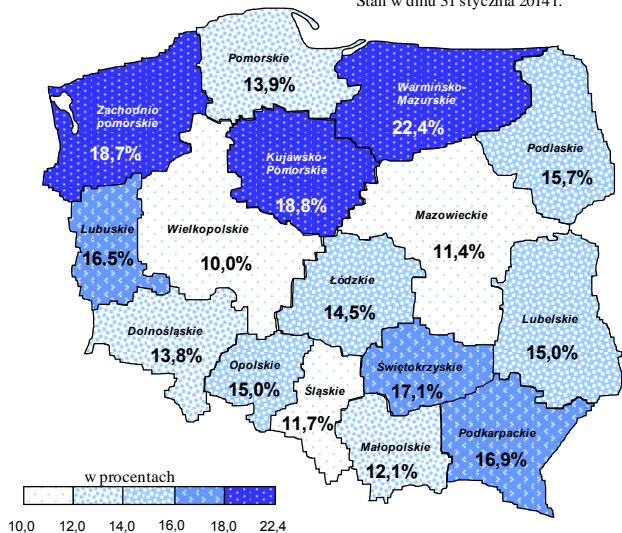 Stan w dniu 31 stycznia 2014 r.
Pomorskie
13,9%
Warmińsko-
Mazurskie
22,4%
Zachodnio
pomorskie
18,7%
Podlaskie
15,7%
Kujawsko-
Pomorskie
18,8%
Lubuskie
16,5%
Wielkopolskie
10,0%
Mazowieckie
11,4%
Łódzkie
14,5%
Lubelskie
15,0%
Dolnośląskie
13,8%
Opolskie
15,0%
Śląskie
11,7%
Świętokrzyskie
17,1%
Małopolskie
12,1%
Podkarpackie
16,9%
w procentach
10,0 12,0 14,0 16,0 18,0 22,4